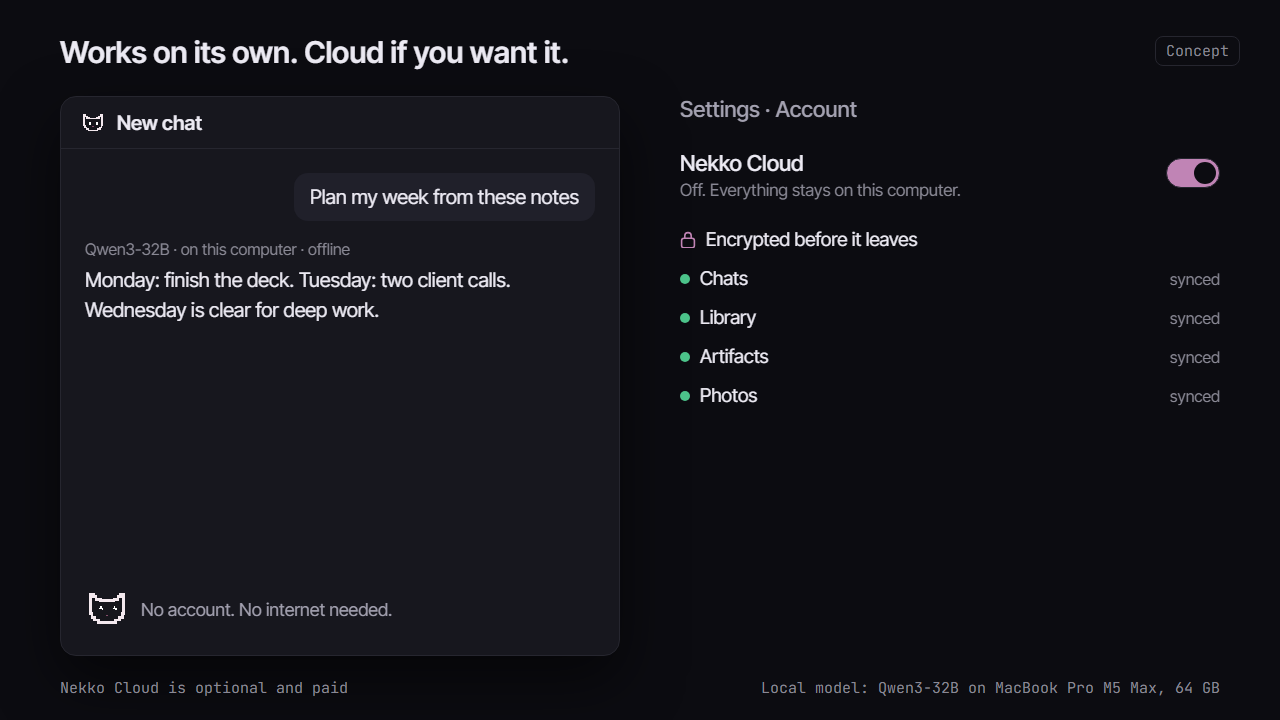 Works on its own. Cloud if you want it.
Concept
New chat
Plan my week from these notes
Qwen3-32B · on this computer · offline
Monday: finish the deck. Tuesday: two client calls.
Wednesday is clear for deep work.
No account. No internet needed.
Settings · Account
Nekko Cloud
Off. Everything stays on this computer.
Encrypted before it leaves
Chats synced
Library synced
Artifacts synced
Photos synced
Nekko Cloud is optional and paid
Local model: Qwen3-32B on MacBook Pro M5 Max, 64 GB